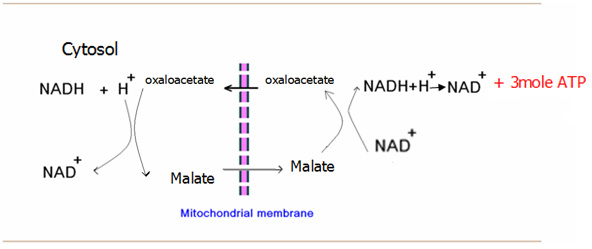 Cytosol
NADH + H+ oxaloacetate oxaloacetate NADH+H+ NAD+ + 3mole ATP
NAD+
NAD+ Malate Malate
Mitochondrial membrane